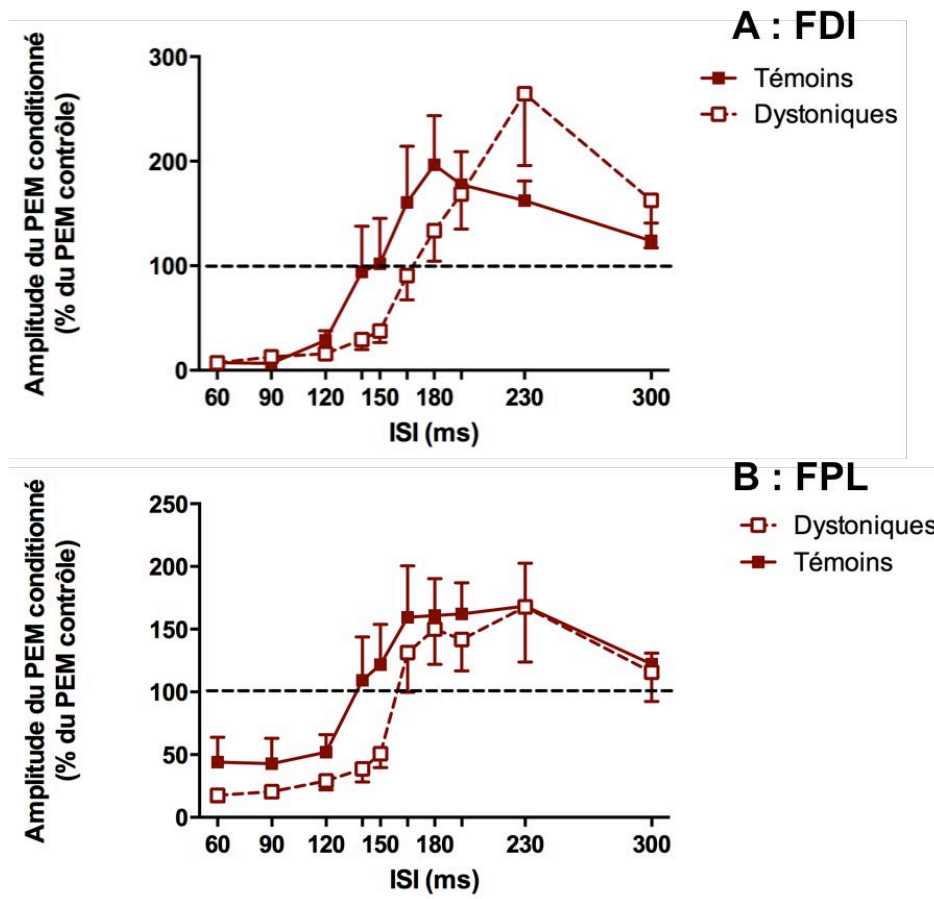 A : FDI
Témoins
Dystoniques
Amplitude du PEM conditionné
(% du PEM contrôle)
300
200
100
0
60 90 120 150 180 230 300
ISI (ms)
B : FPL
Dystoniques
Témoins
Amplitude du PEM conditionné
(% du PEM contrôle)
250
200
150
100
50
0
60 90 120 150 180 230 300
ISI (ms)